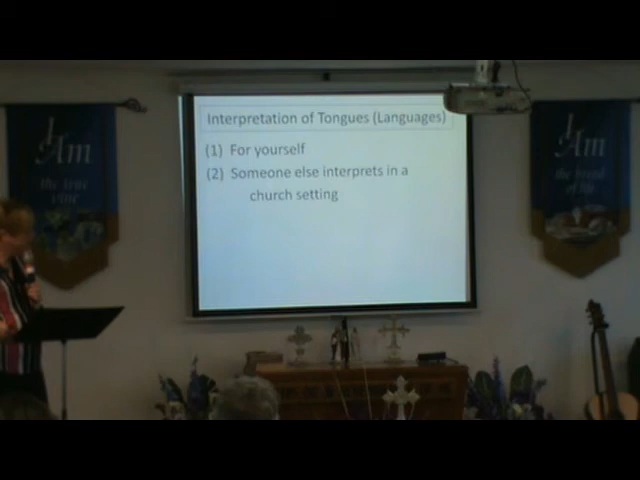 Interpretation of Tongues (Languages)
(1) For yourself
(2) Someone else interprets in a
church setting
I
Am
the true
vine
I
Am
the bread
of life